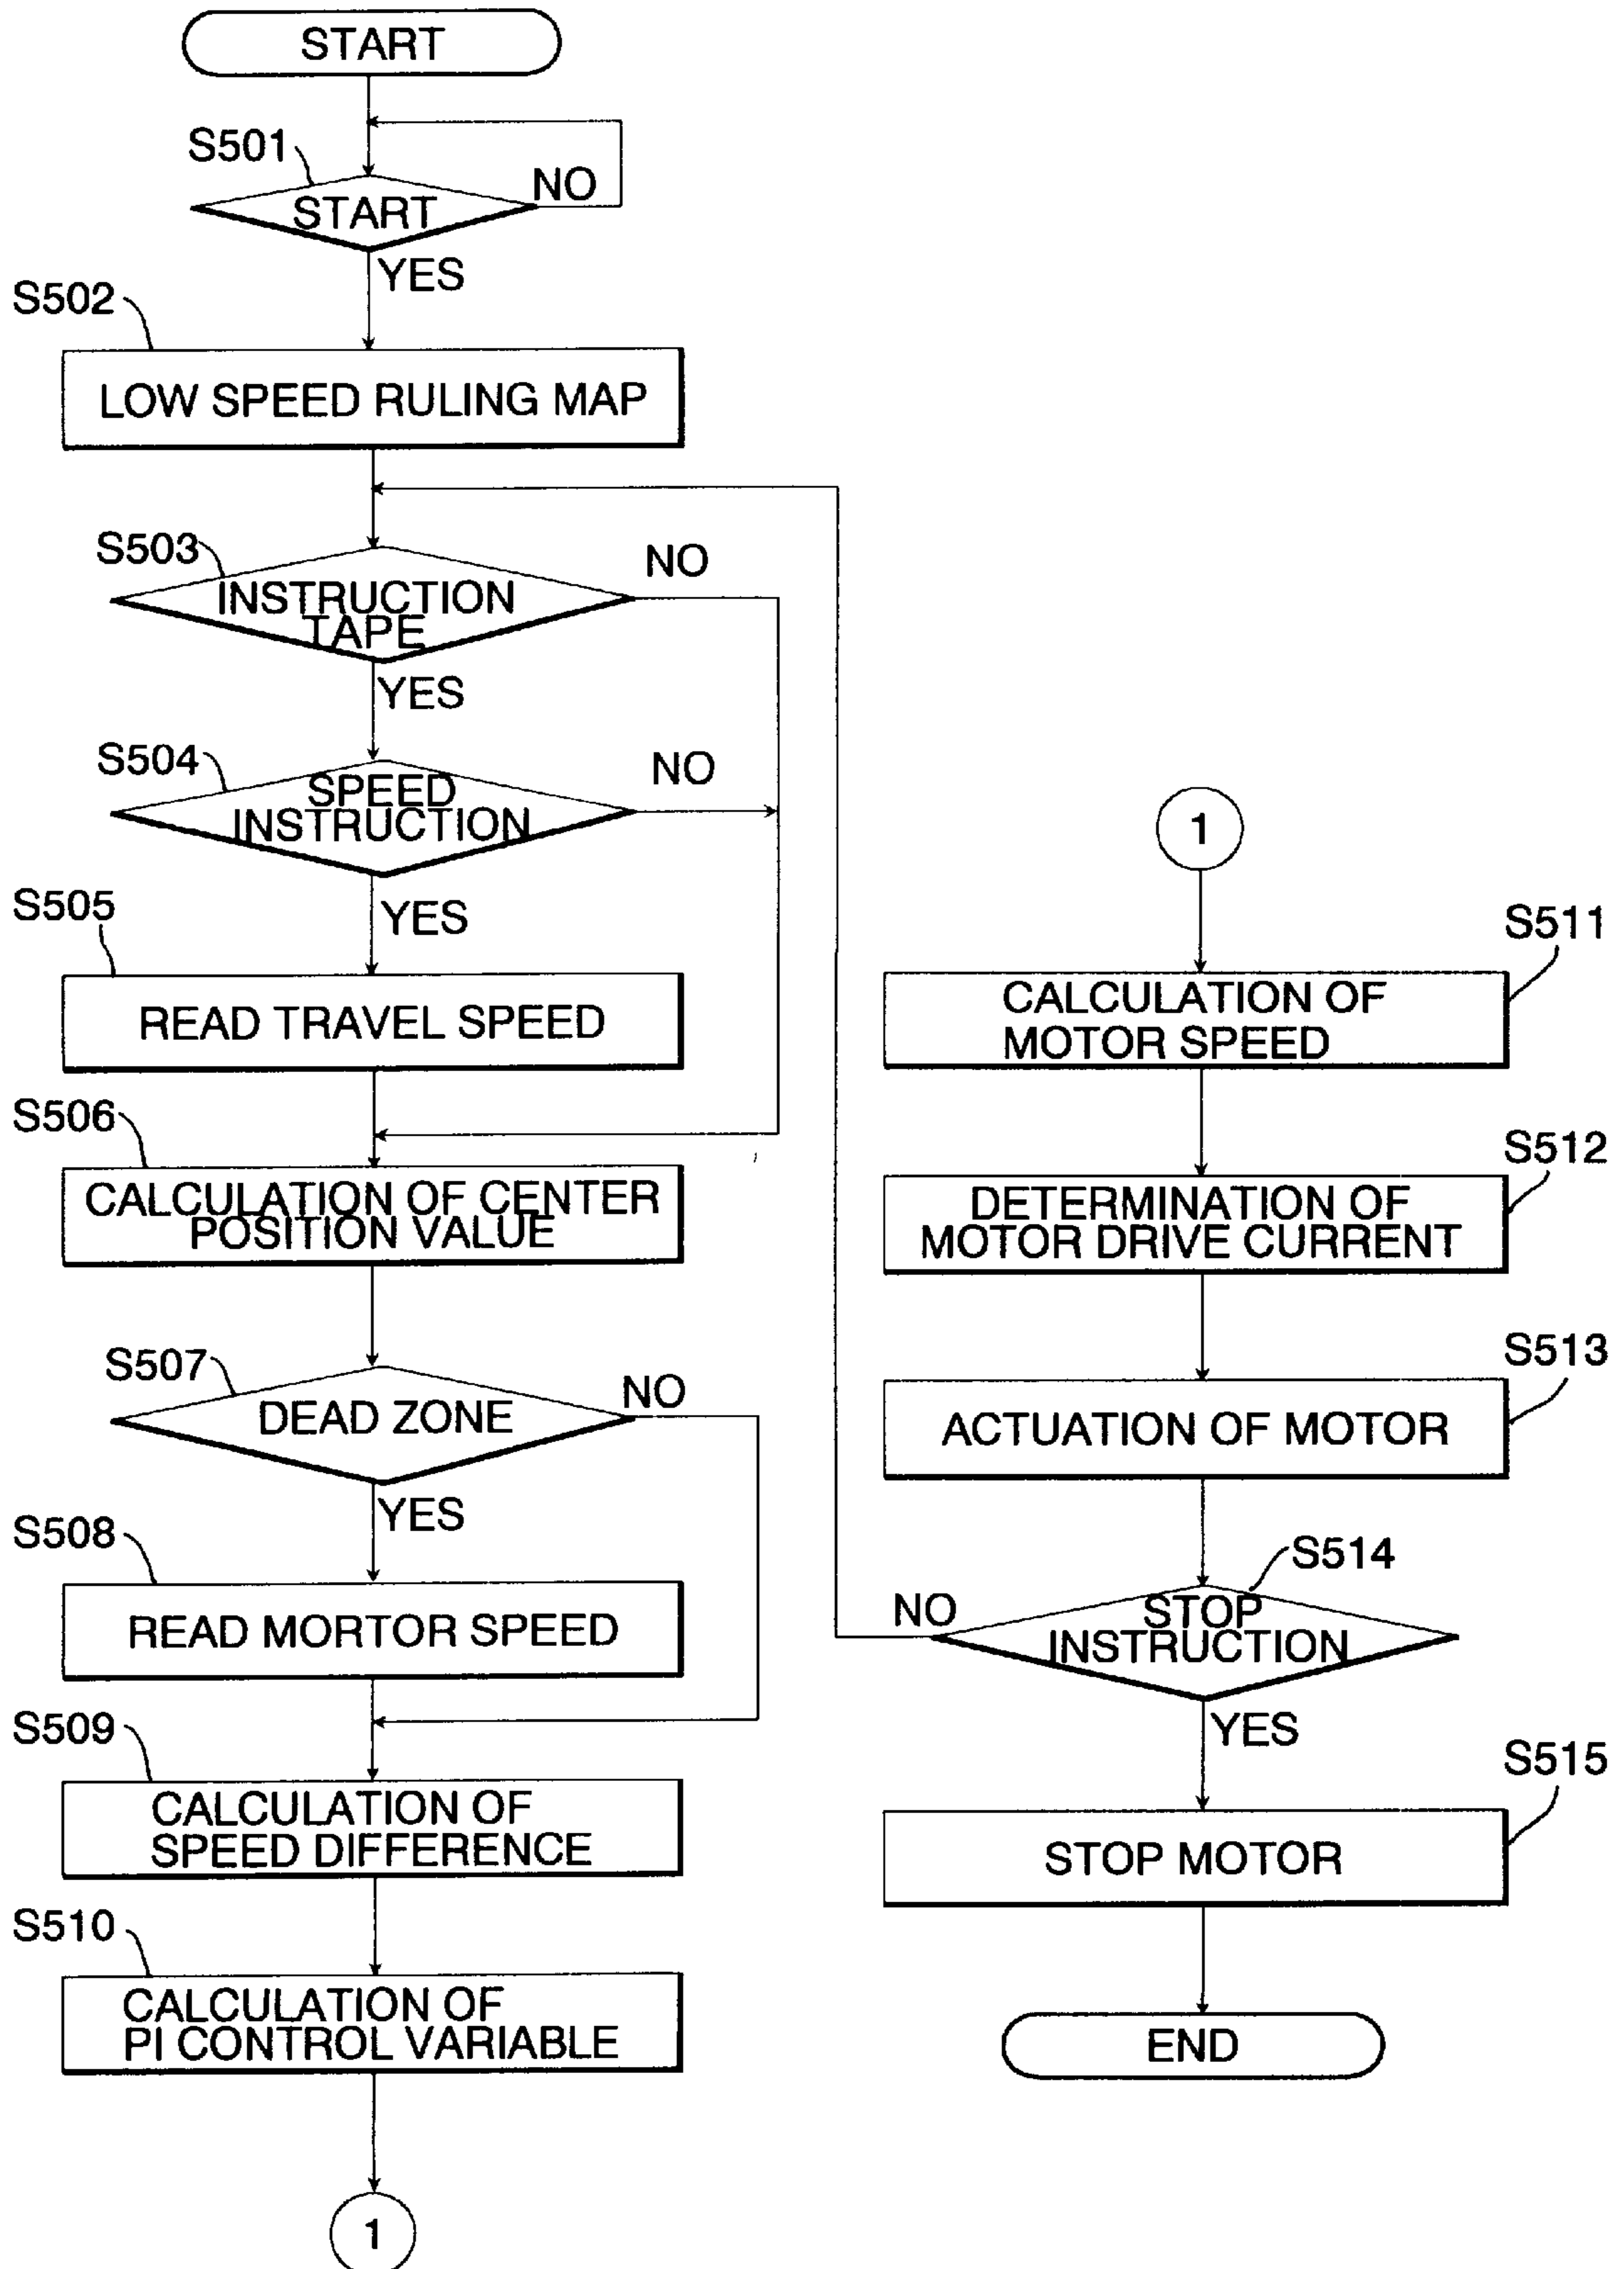 START
S501
NO
START
YES
S502
LOW SPEED RULING MAP
S503
NO
INSTRUCTION
TAPE
YES
S504
NO
SPEED
INSTRUCTION
YES
S505
READ TRAVEL SPEED
S506
CALCULATION OF CENTER
POSITION VALUE
S507
NO
DEAD ZONE
YES
S508
READ MORTOR SPEED
S509
CALCULATION OF
SPEED DIFFERENCE
S510
CALCULATION OF
PI CONTROL VARIABLE
1
1
S511
CALCULATION OF
MOTOR SPEED
S512
DETERMINATION OF
MOTOR DRIVE CURRENT
S513
ACTUATION OF MOTOR
S514
NO
STOP
INSTRUCTION
YES
S515
STOP MOTOR
END